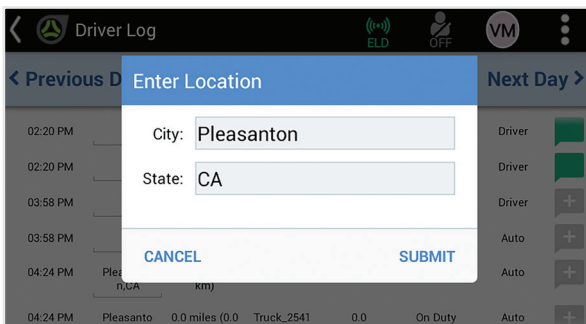 Driver Log
ELD
OFF
VM
< Previous D
Next Day >
Enter Location
City: Pleasanton
State: CA
CANCEL
SUBMIT
02:20 PM Driver
02:20 PM Driver
03:58 PM Driver
03:58 PM Auto
04:24 PM Plea Auto
n,CA km)
04:24 PM Pleasanto 0.0 miles (0.0 Truck_2541 0.0 On Duty Auto